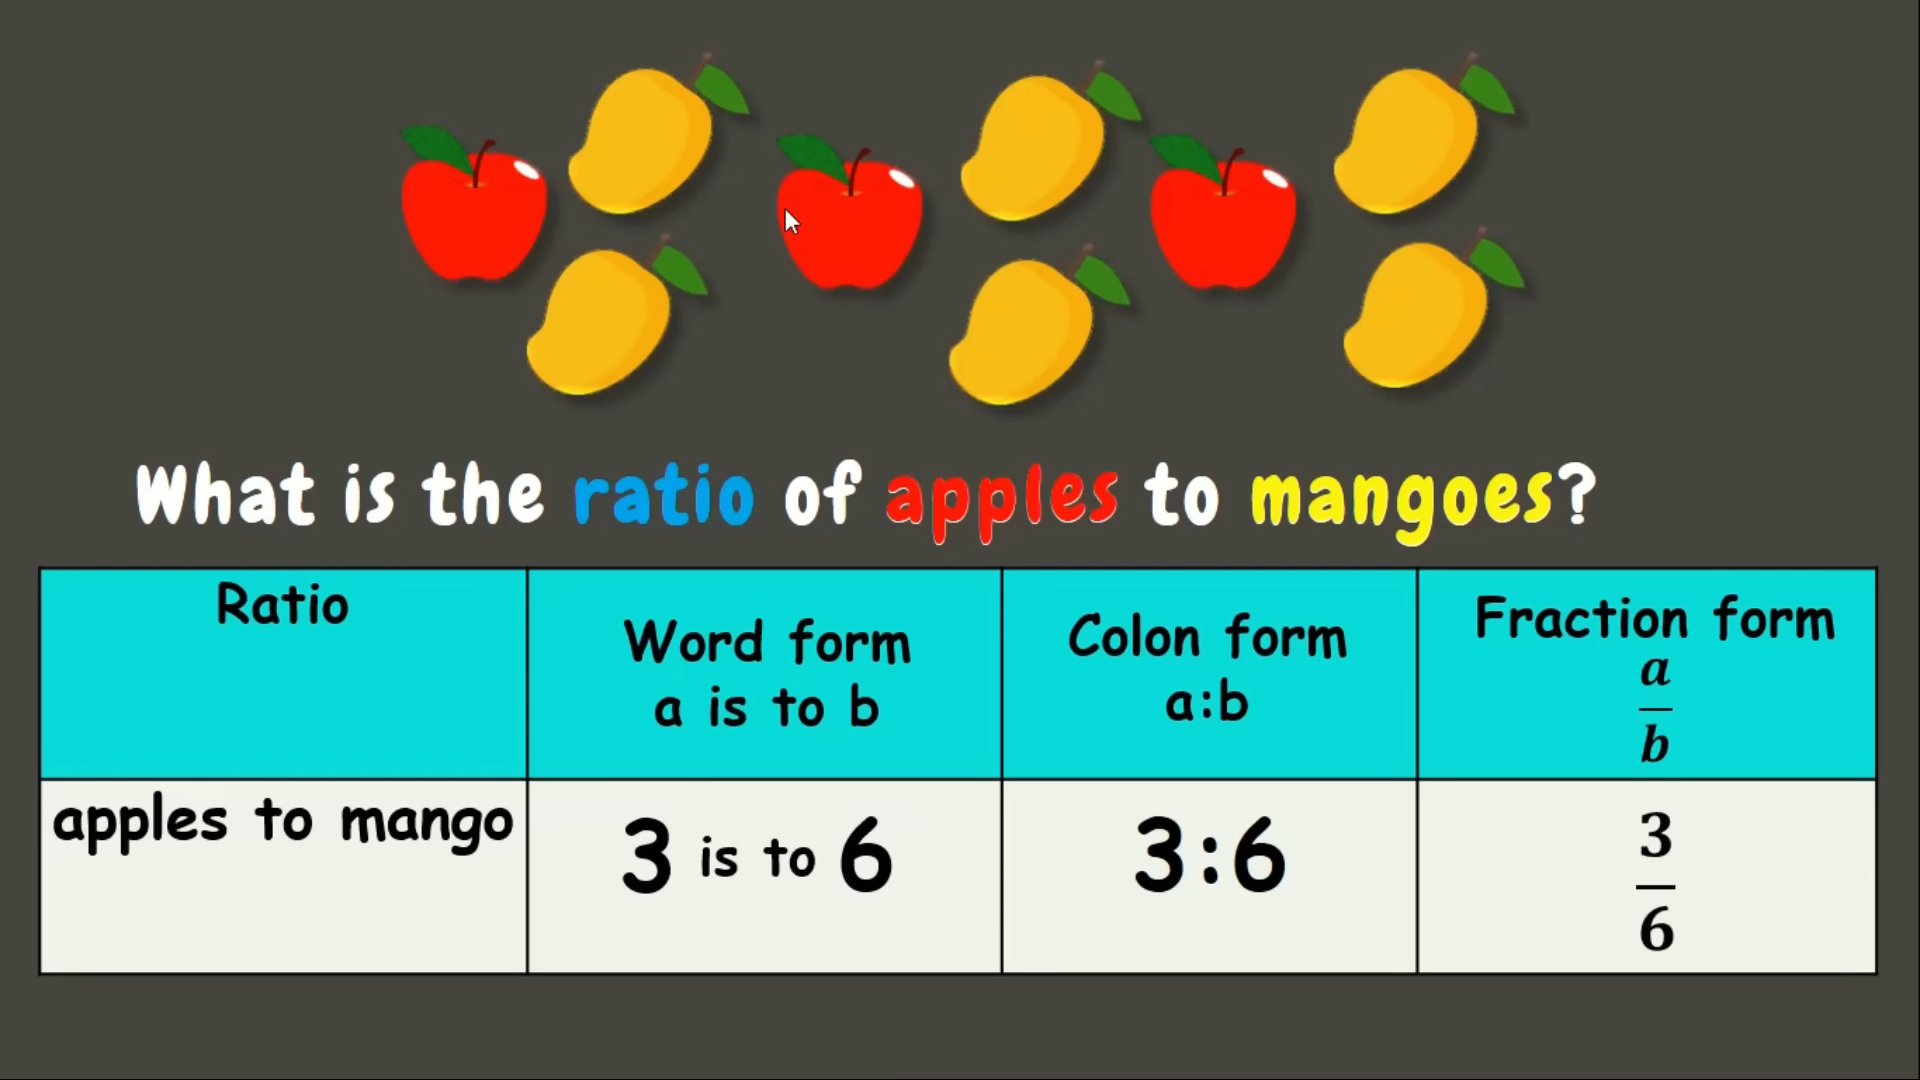 What is the ratio of apples to mangoes?
Ratio
Word form
a is to b
Colon form
a:b
Fraction form
a
b
apples to mango
3 is to 6
3:6
3
6